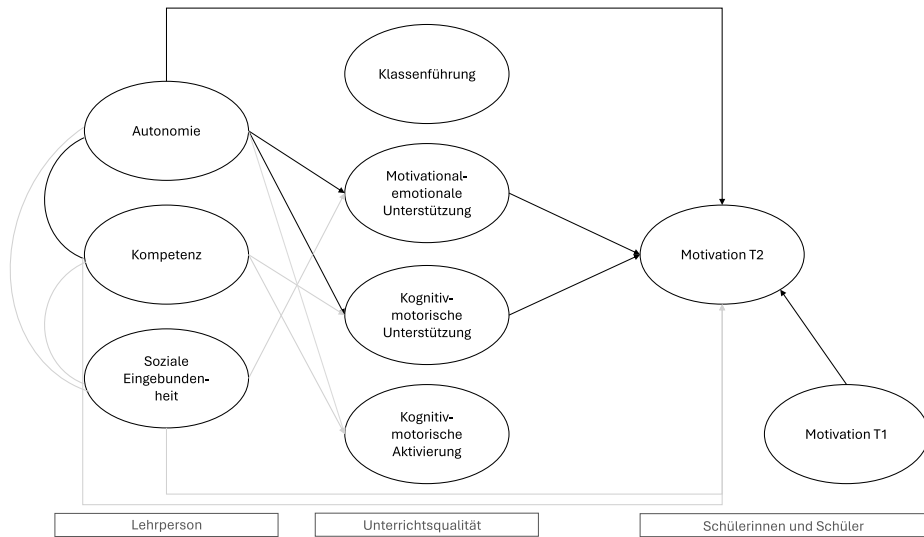 Klassenführung
Autonomie
Motivational-
emotionale
Unterstützung
Kompetenz
Motivation T2
Kognitiv-
motorische
Unterstützung
Soziale
Eingebunden-
heit
Kognitiv-
motorische
Aktivierung
Motivation T1
Lehrperson
Unterrichtsqualität
Schülerinnen und Schüler